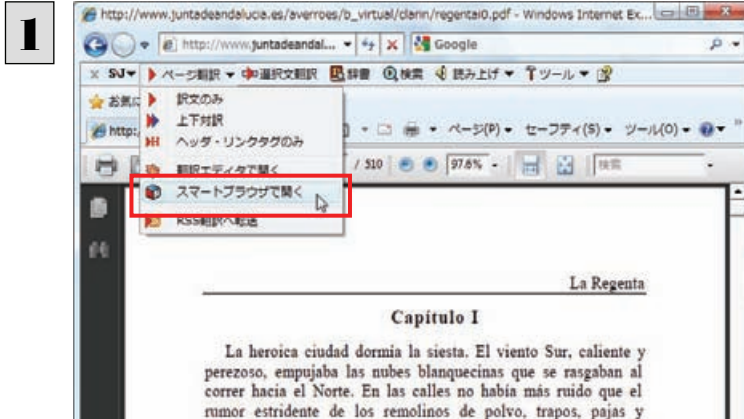 1
http://www.juntadeandalucia.es/averroes/b_virtual/clarin/regentai0.pdf - Windows Internet Ex...
http://www.juntadeandal...
Google
SJ ページ翻訳 中選択文翻訳 辞書 検索 読み上げ ツール
お気に
訳文のみ
上下対訳
ヘッダ・リンクタグのみ
翻訳エディタで開く
スマートブラウザで開く
RSS翻訳へ転送
http:
ページ(P) セーフティ(S) ツール(O)
/ 510 97.6% 検索
La Regenta
Capítulo I
La heroica ciudad dormía la siesta. El viento Sur, caliente y
perezoso, empujaba las nubes blanquecinas que se rasgaban al
correr hacia el Norte. En las calles no había más ruido que el
rumor estridente de los remolinos de polvo, trapos, pajas y